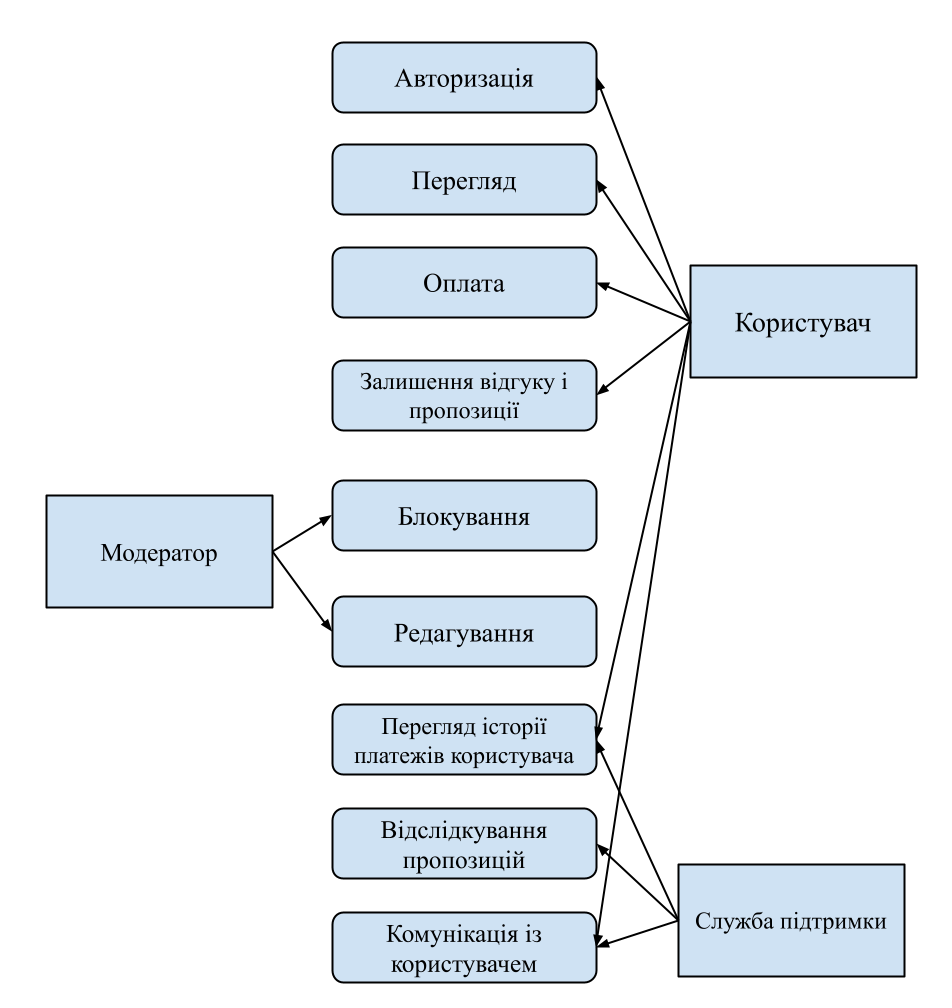 Авторизація
Перегляд
Оплата
Користувач
Залишення відгуку і
пропозиції
Блокування
Модератор
Редагування
Перегляд історії
платежів користувача
Відслідкування
пропозицій
Служба підтримки
Комунікація із
користувачем